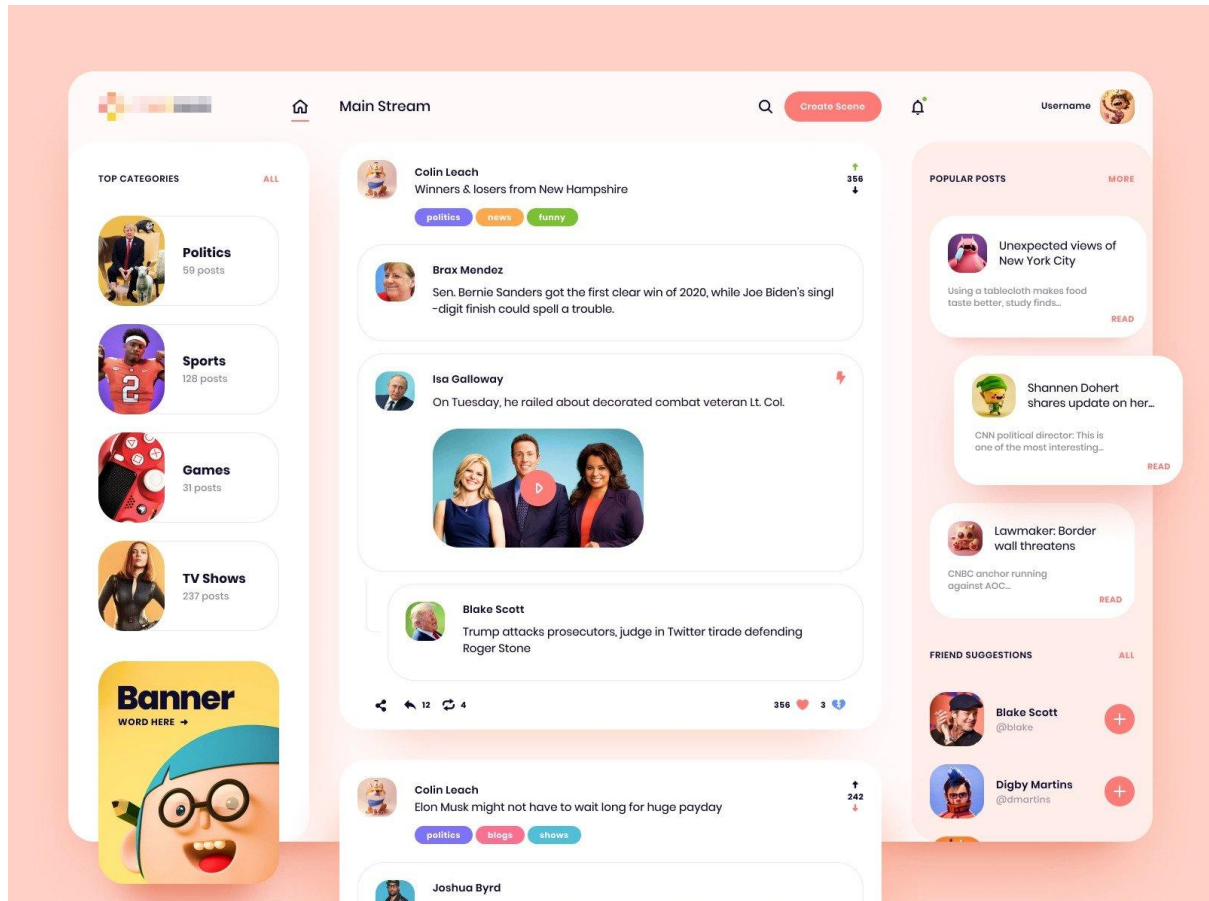 Main Stream
Create Scene
Username
TOP CATEGORIES
ALL
Politics
59 posts
Sports
128 posts
2
Games
31 posts
TV Shows
237 posts
Banner
WORD HERE →
Colin Leach
Winners & losers from New Hampshire
356
politics
news
funny
Brax Mendez
Sen. Bernie Sanders got the first clear win of 2020, while Joe Biden's singl
-digit finish could spell a trouble.
Isa Galloway
On Tuesday, he railed about decorated combat veteran Lt. Col.
Blake Scott
Trump attacks prosecutors, judge in Twitter tirade defending
Roger Stone
12
4
356
3
Colin Leach
Elon Musk might not have to wait long for huge payday
242
politics
blogs
shows
Joshua Byrd
POPULAR POSTS
MORE
Unexpected views of
New York City
Using a tablecloth makes food
taste better, study finds...
READ
Shannen Dohert
shares update on her...
CNN political director: This is
one of the most interesting...
READ
Lawmaker: Border
wall threatens
CNBC anchor running
against AOC...
READ
FRIEND SUGGESTIONS
ALL
Blake Scott
@blake
Digby Martins
@dmartins